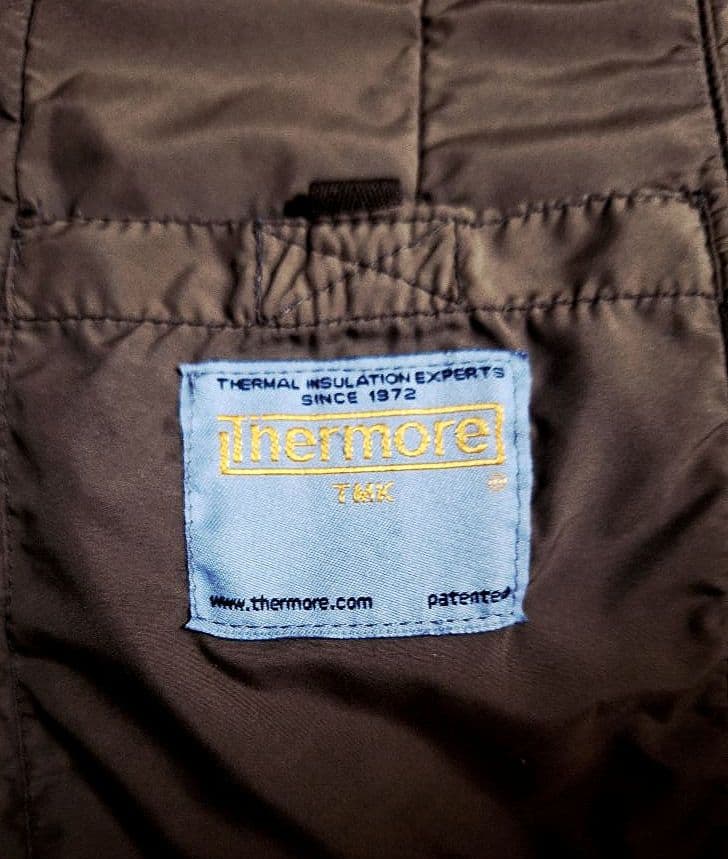 THERMAL INSULATION EXPERTS
SINCE 1972
Thermore
TMK
www.thermore.com patented